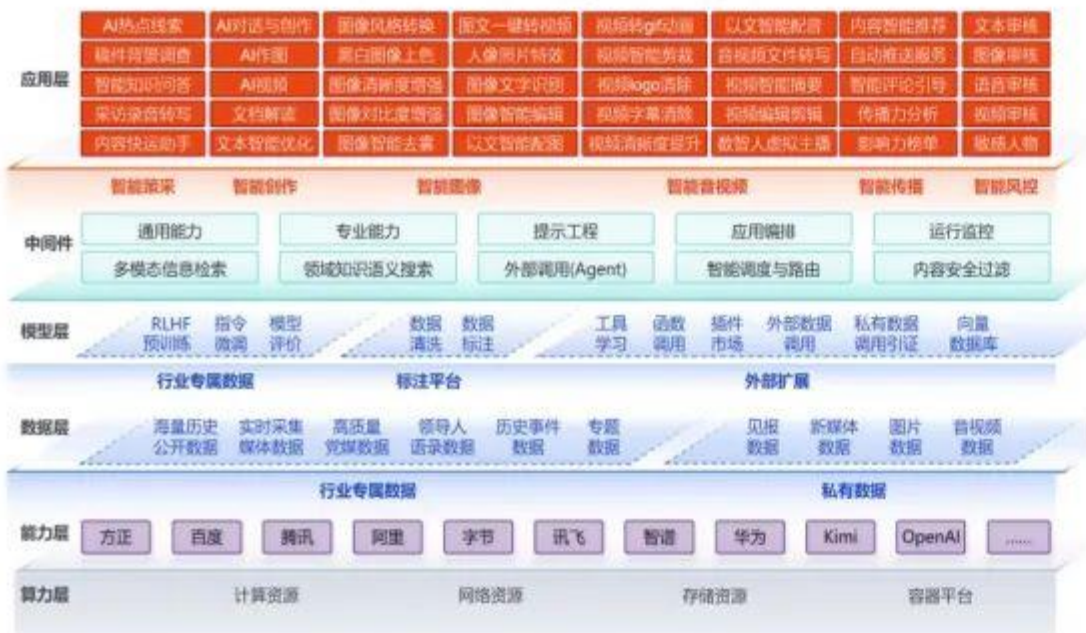 AI热点线索 AI对话与创作 图像风格转换 图文一键转视频 视频转gif动画 以文智能配音 内容智能推荐 文本审核
稿件背景调查 AI作图 黑白图像上色 人像照片特效 视频智能剪裁 音视频文件转写 自动推送服务 图像审核
应用层
智能知识问答 AI视频 图像清晰度增强 图像文字识别 视频logo消除 视频智能摘要 智能评论引导 语音审核
采访录音转写 文档解读 图像对比度增强 图像智能编辑 视频字幕消除 视频编辑剪辑 传播力分析 视频审核
内容快运助手 文本智能优化 图像智能去雾 以文智能配图 视频清晰度提升 数智人虚拟主播 影响力榜单 敏感人物
智能策采 智能创作 智能图像 智能音视频 智能传播 智能风控
通用能力 专业能力 提示工程 应用编排 运行监控
中间件
多模态信息检索 领域知识语义搜索 外部调用(Agent) 智能调度与路由 内容安全过滤
模型层
RLHF 指令 模型 数据 数据 工具 函数 插件 外部数据 私有数据 向量
预训练 微调 评价 清洗 标注 学习 调用 市场 调用 调用引证 数据库
行业专属数据 标注平台 外部扩展
数据层
海量历史 实时采集 高质量 领导人 历史事件 专题 见报 新媒体 图片 音视频
公开数据 媒体数据 党媒数据 语录数据 数据 数据 数据 数据 数据 数据
行业专属数据 私有数据
能力层 方正 百度 腾讯 阿里 字节 讯飞 智谱 华为 Kimi OpenAI ……
算力层 计算资源 网络资源 存储资源 容器平台